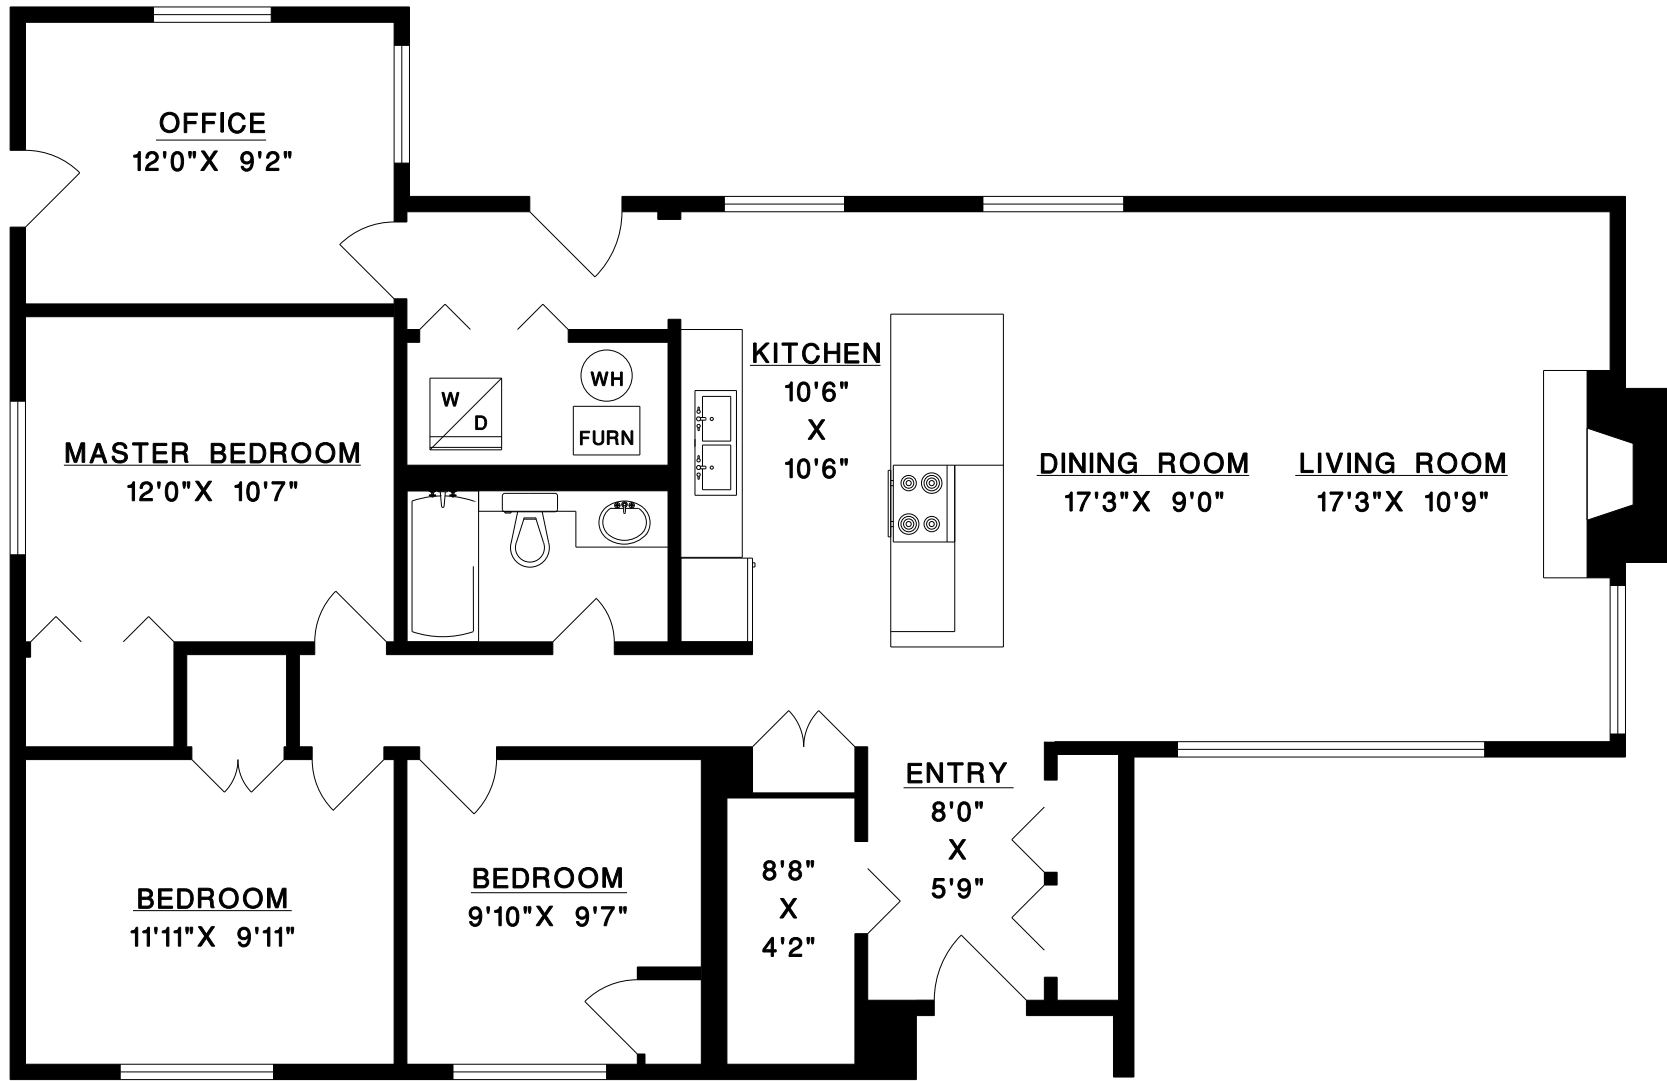 OFFICE
12'0"X 9'2"
MASTER BEDROOM
12'0"X 10'7"
W
D
WH
FURN
KITCHEN
10'6"
X
10'6"
DINING ROOM
17'3"X 9'0"
LIVING ROOM
17'3"X 10'9"
BEDROOM
11'11"X 9'11"
BEDROOM
9'10"X 9'7"
8'8"
X
4'2"
ENTRY
8'0"
X
5'9"